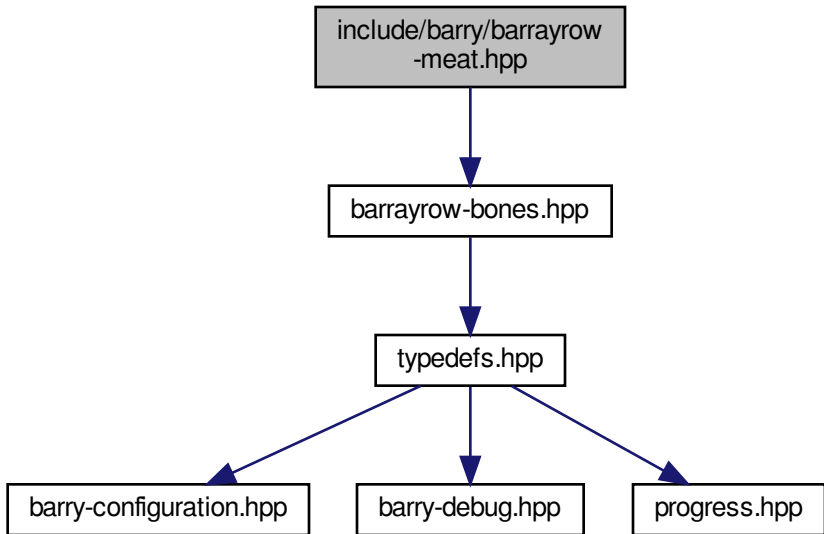 include/barry/barrayrow
-meat.hpp
barrayrow-bones.hpp
typedefs.hpp
barry-configuration.hpp
barry-debug.hpp
progress.hpp